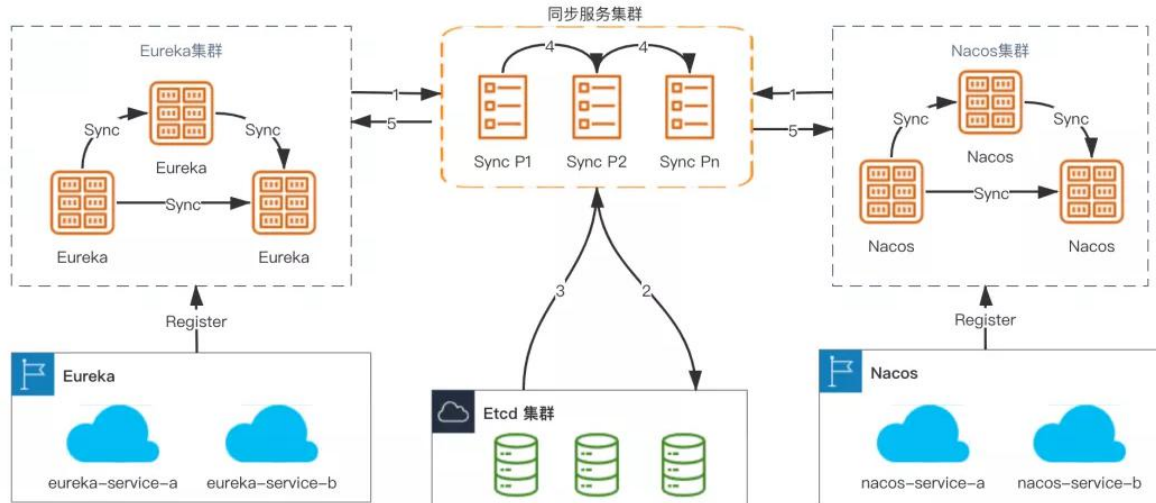 同步服务集群
Eureka集群
Sync
Sync
Eureka
Sync
Eureka
Eureka
1
5
4
4
Sync P1
Sync P2
Sync Pn
1
5
Nacos集群
Sync
Sync
Nacos
Sync
Nacos
Nacos
3
2
Register
Register
Eureka
eureka-service-a
eureka-service-b
Etcd 集群
Nacos
nacos-service-a
nacos-service-b